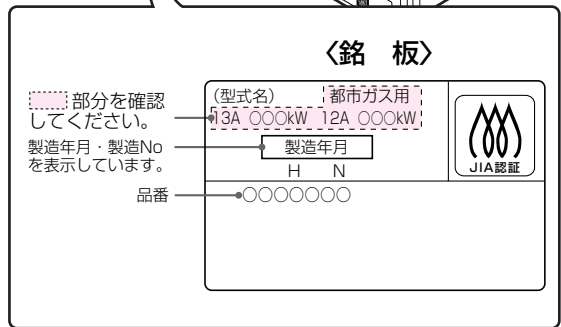 〈銘 板〉
部分を確認
してください。
製造年月・製造No
を表示しています。
品番
(型式名) 都市ガス用
13A ○○○kW 12A ○○○kW
製造年月
H N
○○○○○○○
JIA認証